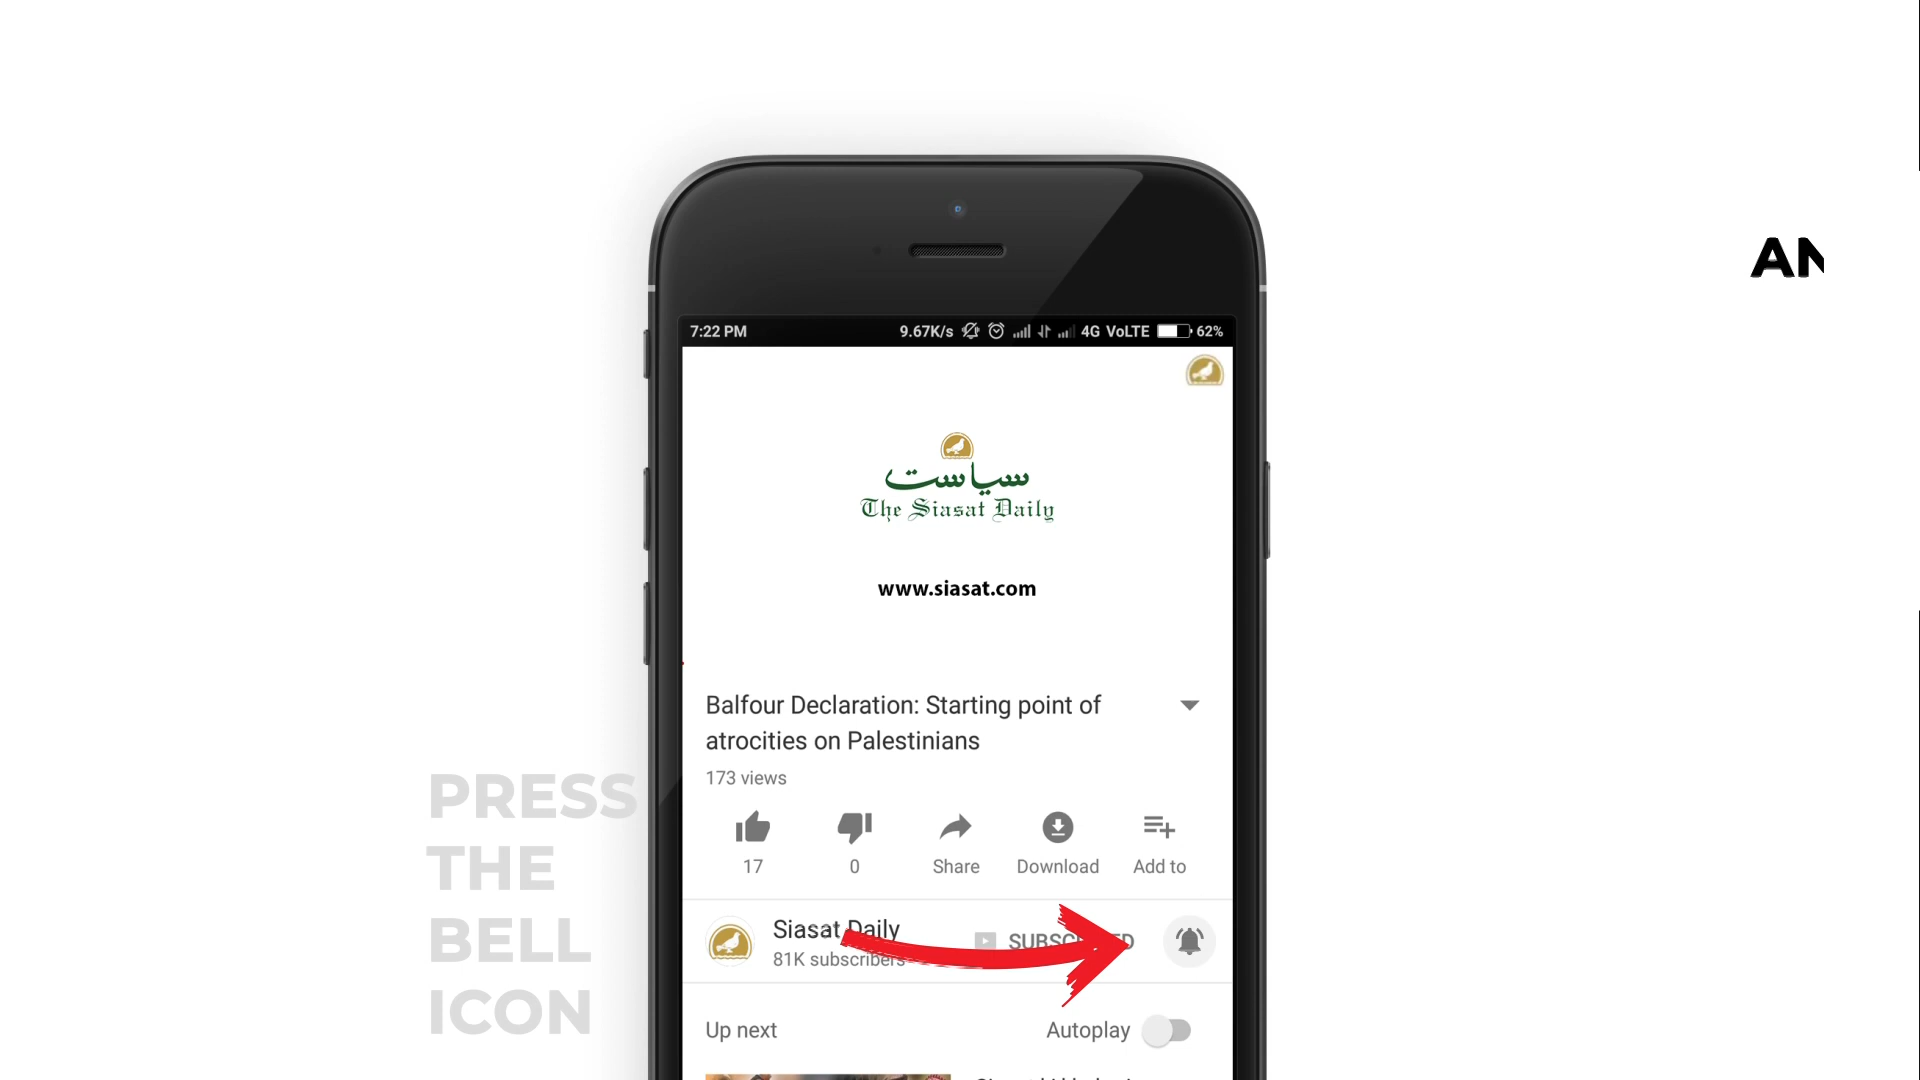 AN
7:22 PM 9.67K/s 4G VoLTE 62%
سیاست
The Siasat Daily
www.siasat.com
Balfour Declaration: Starting point of
atrocities on Palestinians
173 views
17 0 Share Download Add to
PRESS
THE
BELL
ICON
Siasat Daily
81K subscribers
SUBSCRIBED
Up next Autoplay